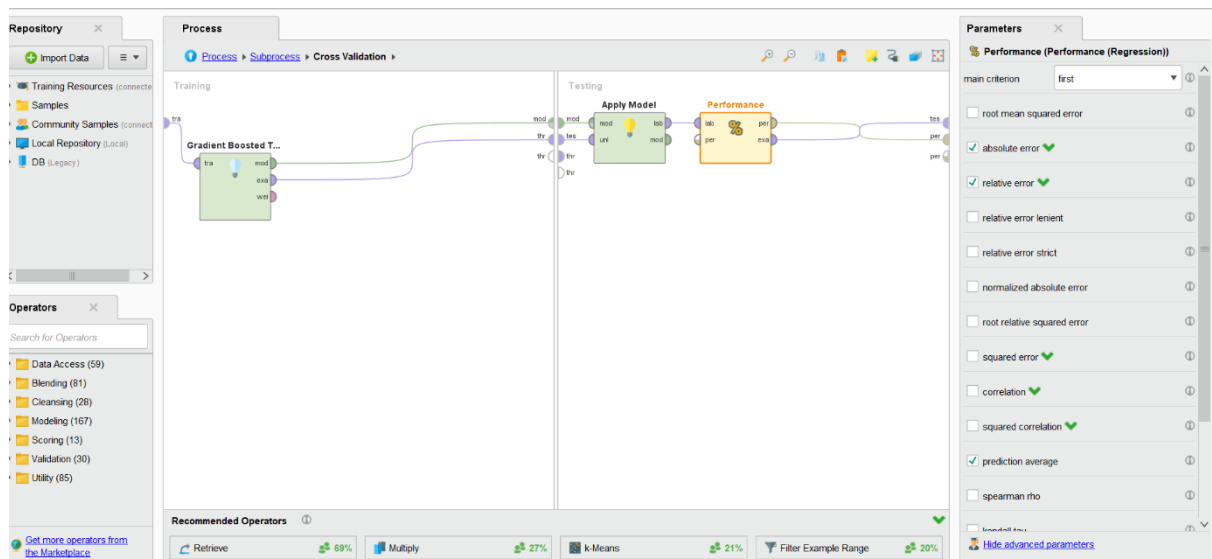 Repository
Import Data
Training Resources (connecte
Samples
Community Samples (connect
Local Repository (Local)
DB (Legacy)
Operators
Search for Operators
Data Access (59)
Blending (81)
Cleansing (28)
Modeling (167)
Scoring (13)
Validation (30)
Utility (85)
Get more operators from
the Marketplace
Process
Process ▸ Subprocess ▸ Cross Validation ▸
Training
tra
Gradient Boosted T...
tra mod
exa
wei
mod
thr
thr
Testing
mod
tes
thr
thr
Apply Model
mod lab
unl mod
Performance
lab per
per exa
tes
per
per
Recommended Operators
Retrieve 69%
Multiply 27%
k-Means 21%
Filter Example Range 20%
Parameters
% Performance (Performance (Regression))
main criterion first
root mean squared error
absolute error
relative error
relative error lenient
relative error strict
normalized absolute error
root relative squared error
squared error
correlation
squared correlation
prediction average
spearman rho
kendall tau
Hide advanced parameters